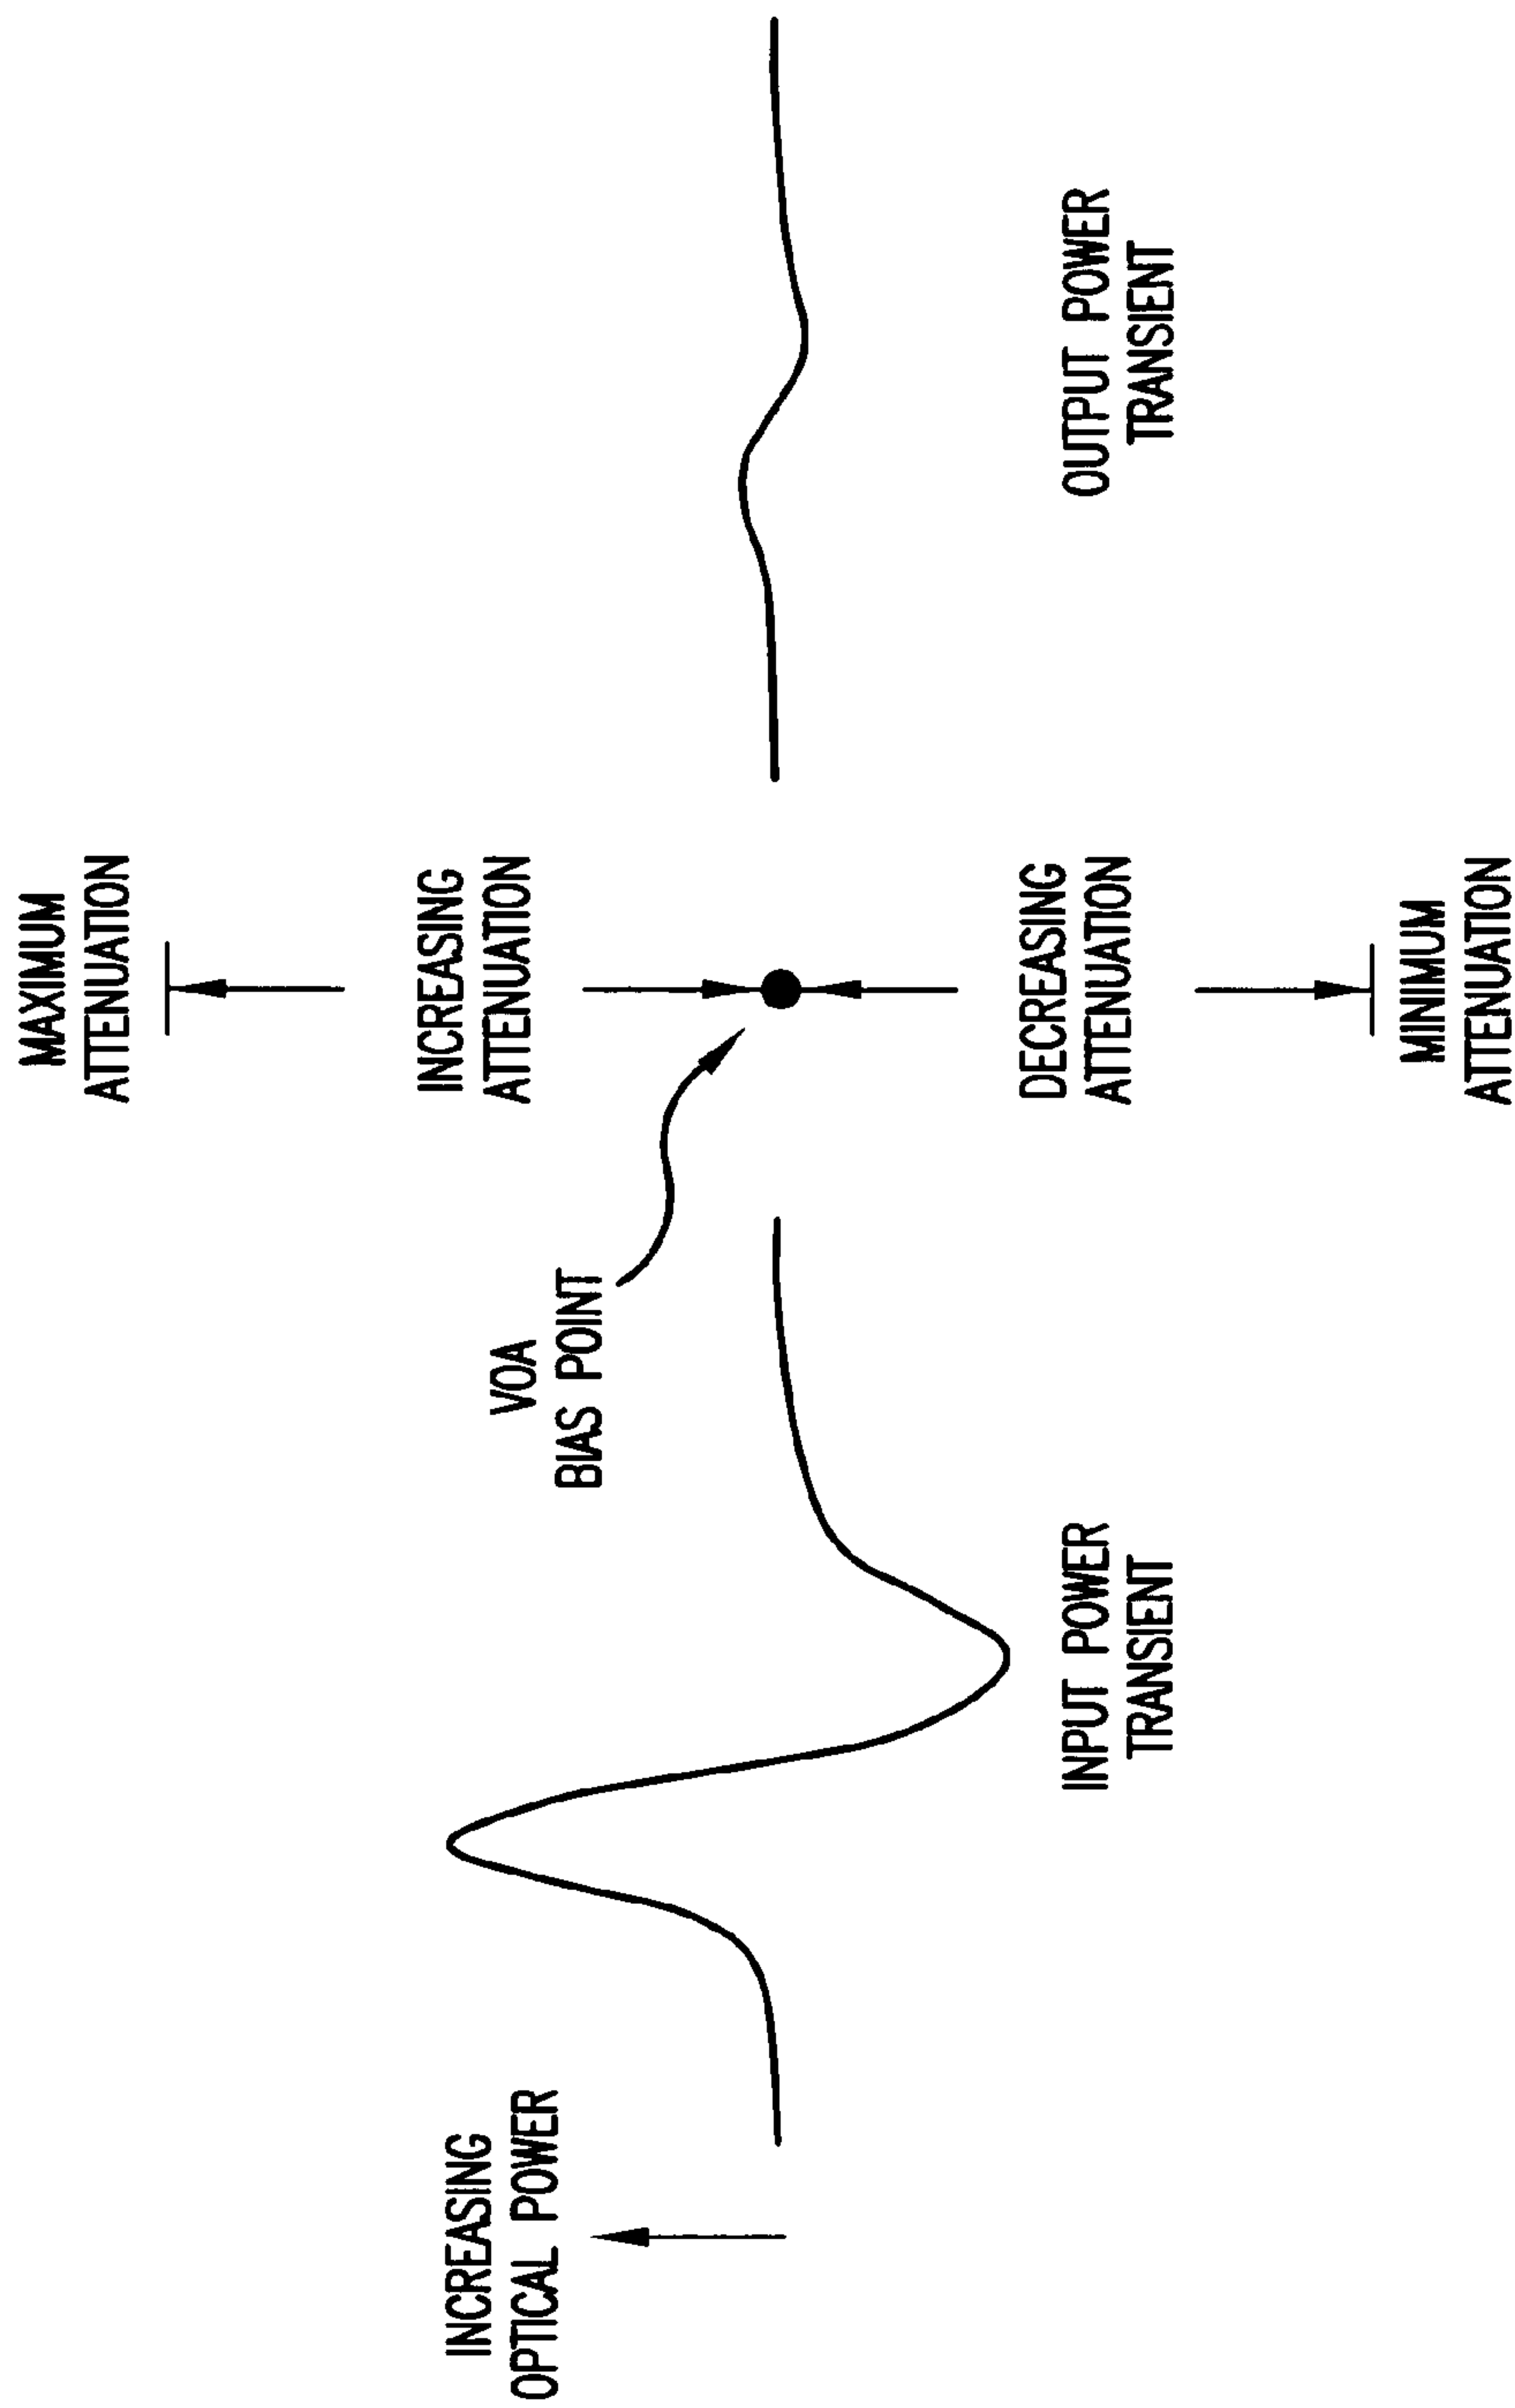 INCREASING
OPTICAL POWER
INPUT POWER
TRANSIENT
VOA
BIAS POINT
MAXIMUM
ATTENUATION
INCREASING
ATTENUATION
DECREASING
ATTENUATION
MINIMUM
ATTENUATION
OUTPUT POWER
TRANSIENT